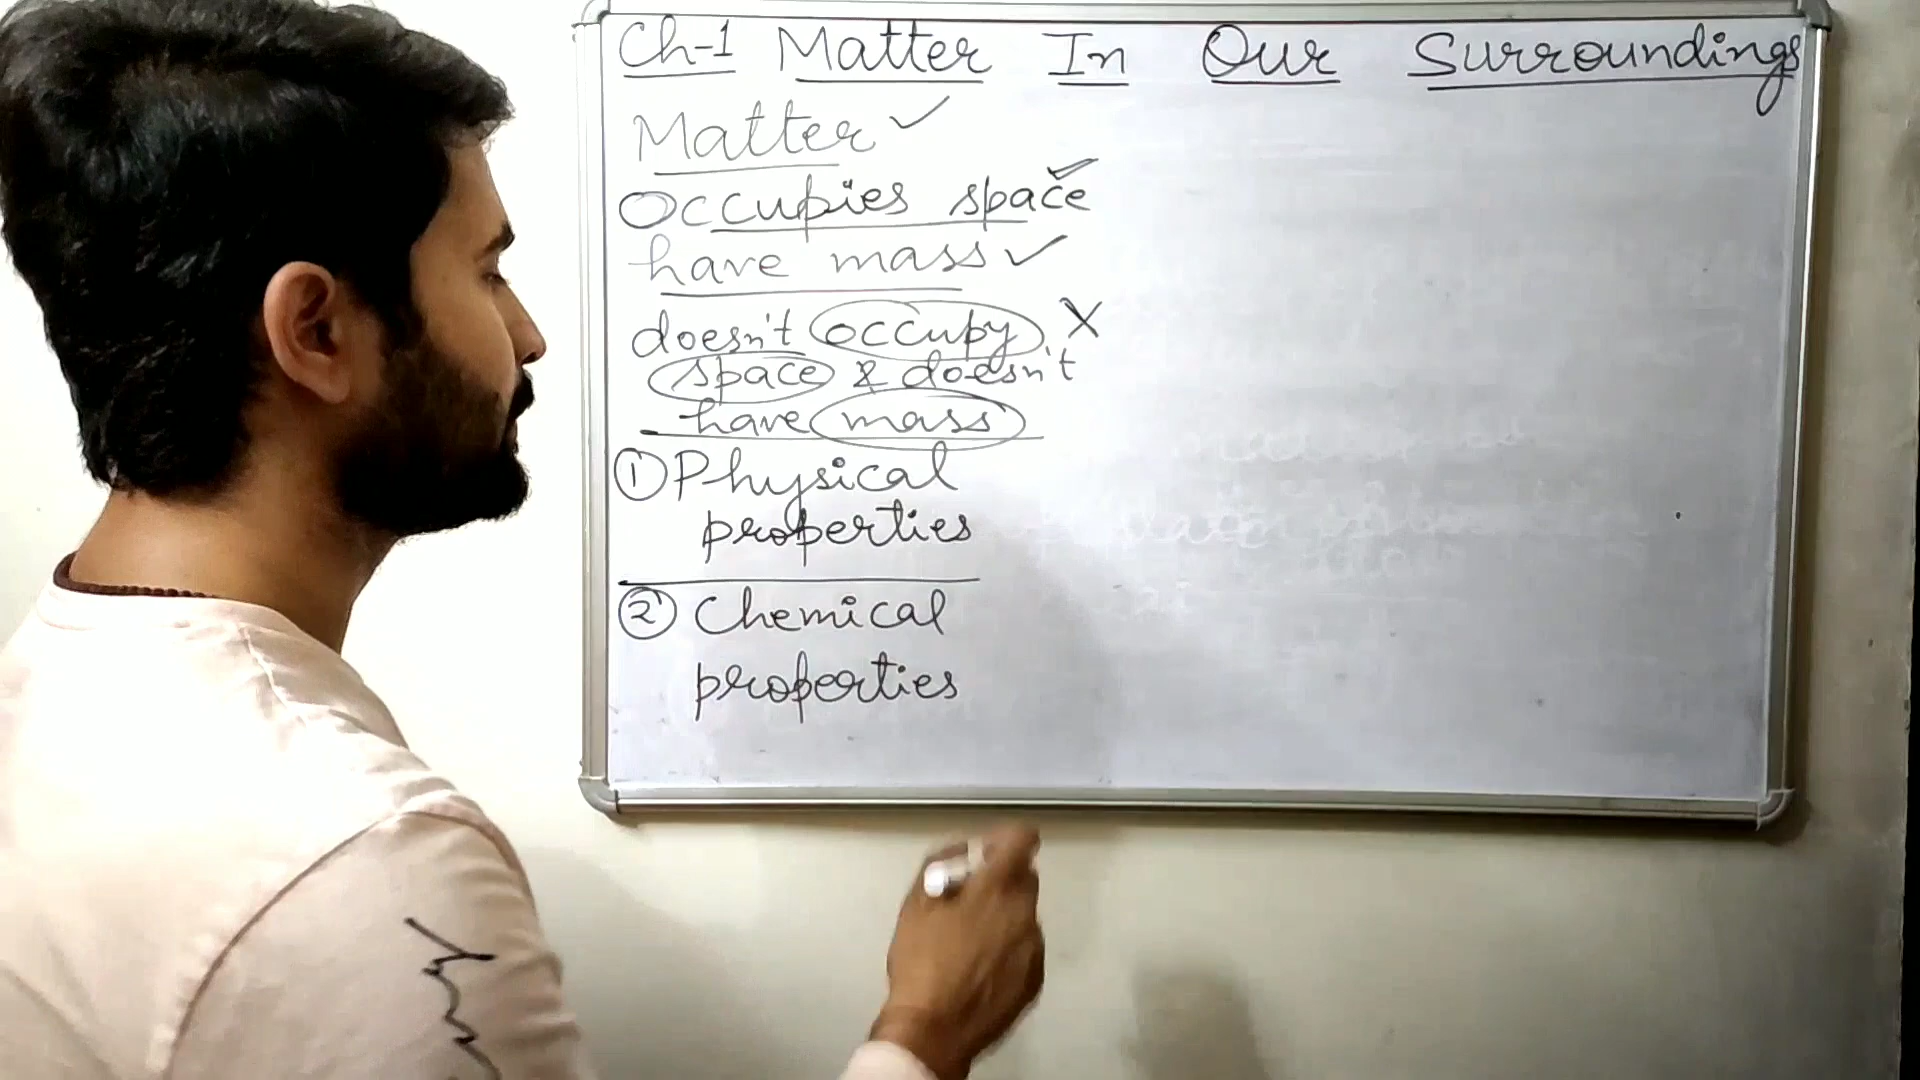 Ch-1 Matter In Our Surroundings
Matter ✓
Occupies space ✓
have mass ✓
doesn't occupy X
space & doesn't
have mass
① Physical
properties
② Chemical
properties